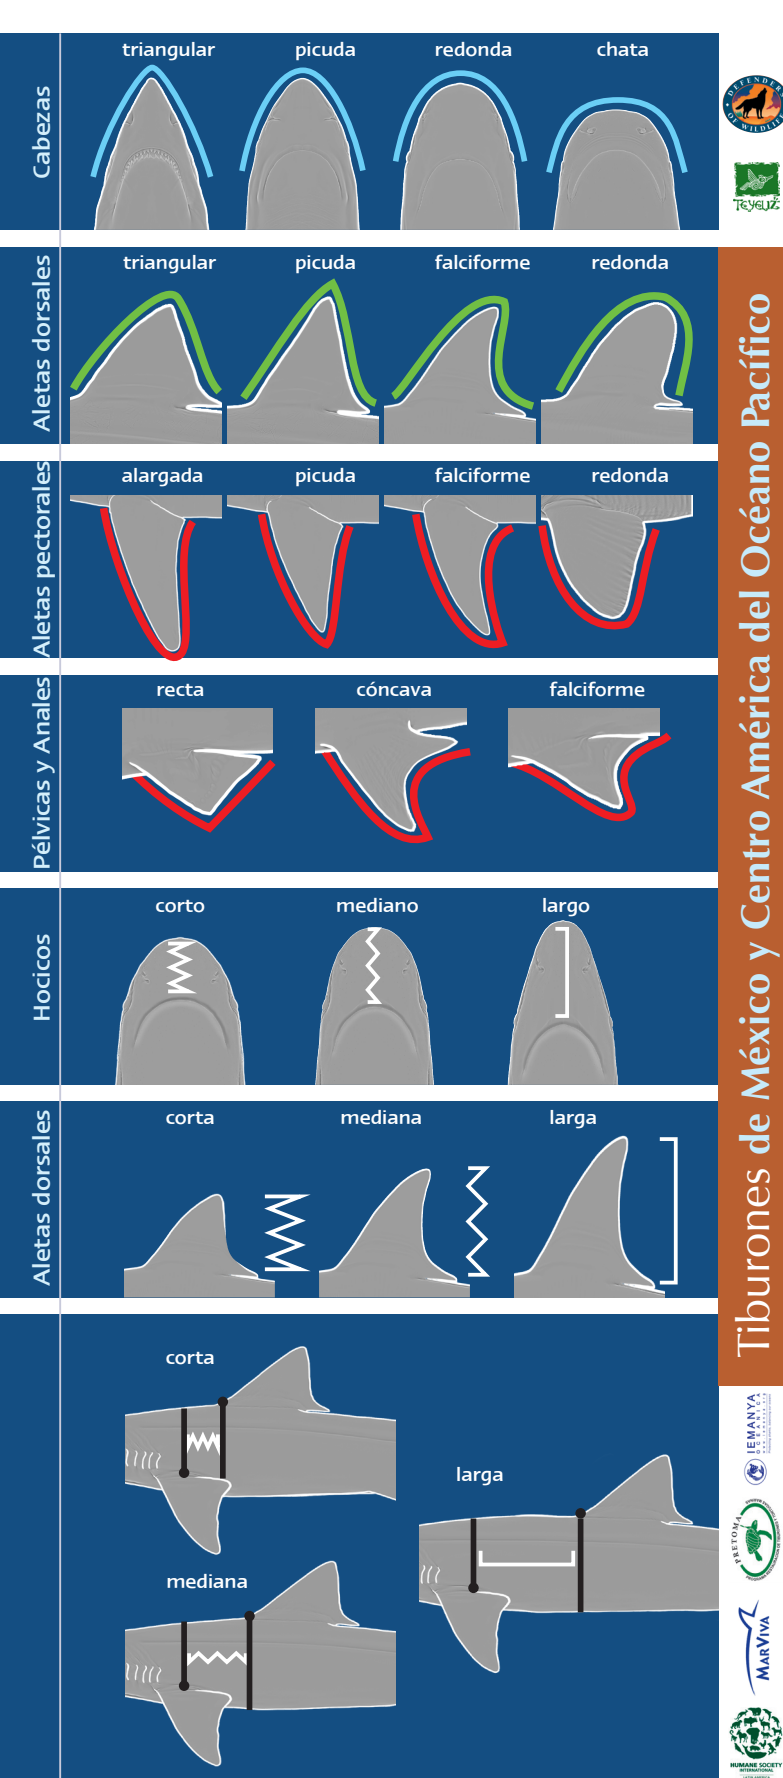 Cabezas
triangular
picuda
redonda
chata
Aletas dorsales
triangular
picuda
falciforme
redonda
Aletas pectorales
alargada
picuda
falciforme
redonda
Pélvicas y Anales
recta
cóncava
falciforme
Hocicos
corto
mediano
largo
Aletas dorsales
corta
mediana
larga
corta
larga
mediana
DEFENDERS
OF WILDLIFE
TEYELIZ
Tiburones de México y Centro América del Océano Pacífico
IEMANYA
OCEANICA
PRETOMA
MARVIVA
HUMANE SOCIETY
INTERNATIONAL